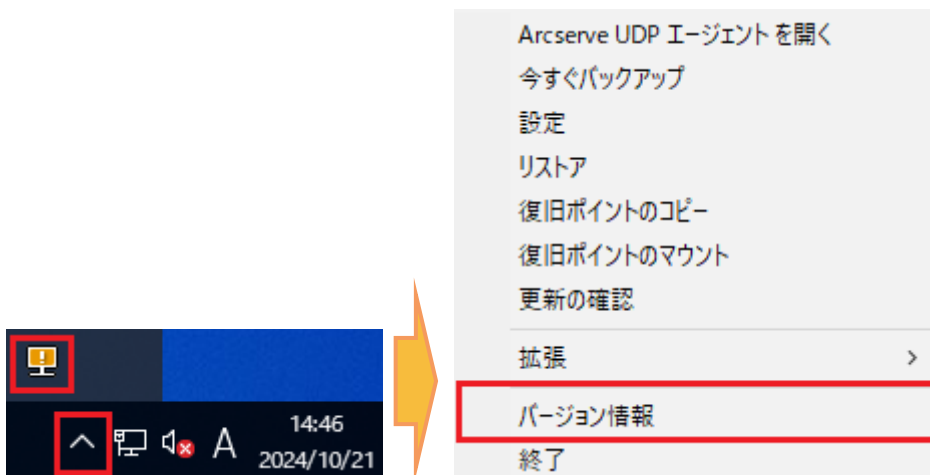 Arcserve UDP エージェント を開く
今すぐバックアップ
設定
リストア
復旧ポイントのコピー
復旧ポイントのマウント
更新の確認
拡張
バージョン情報
終了
A
14:46
2024/10/21